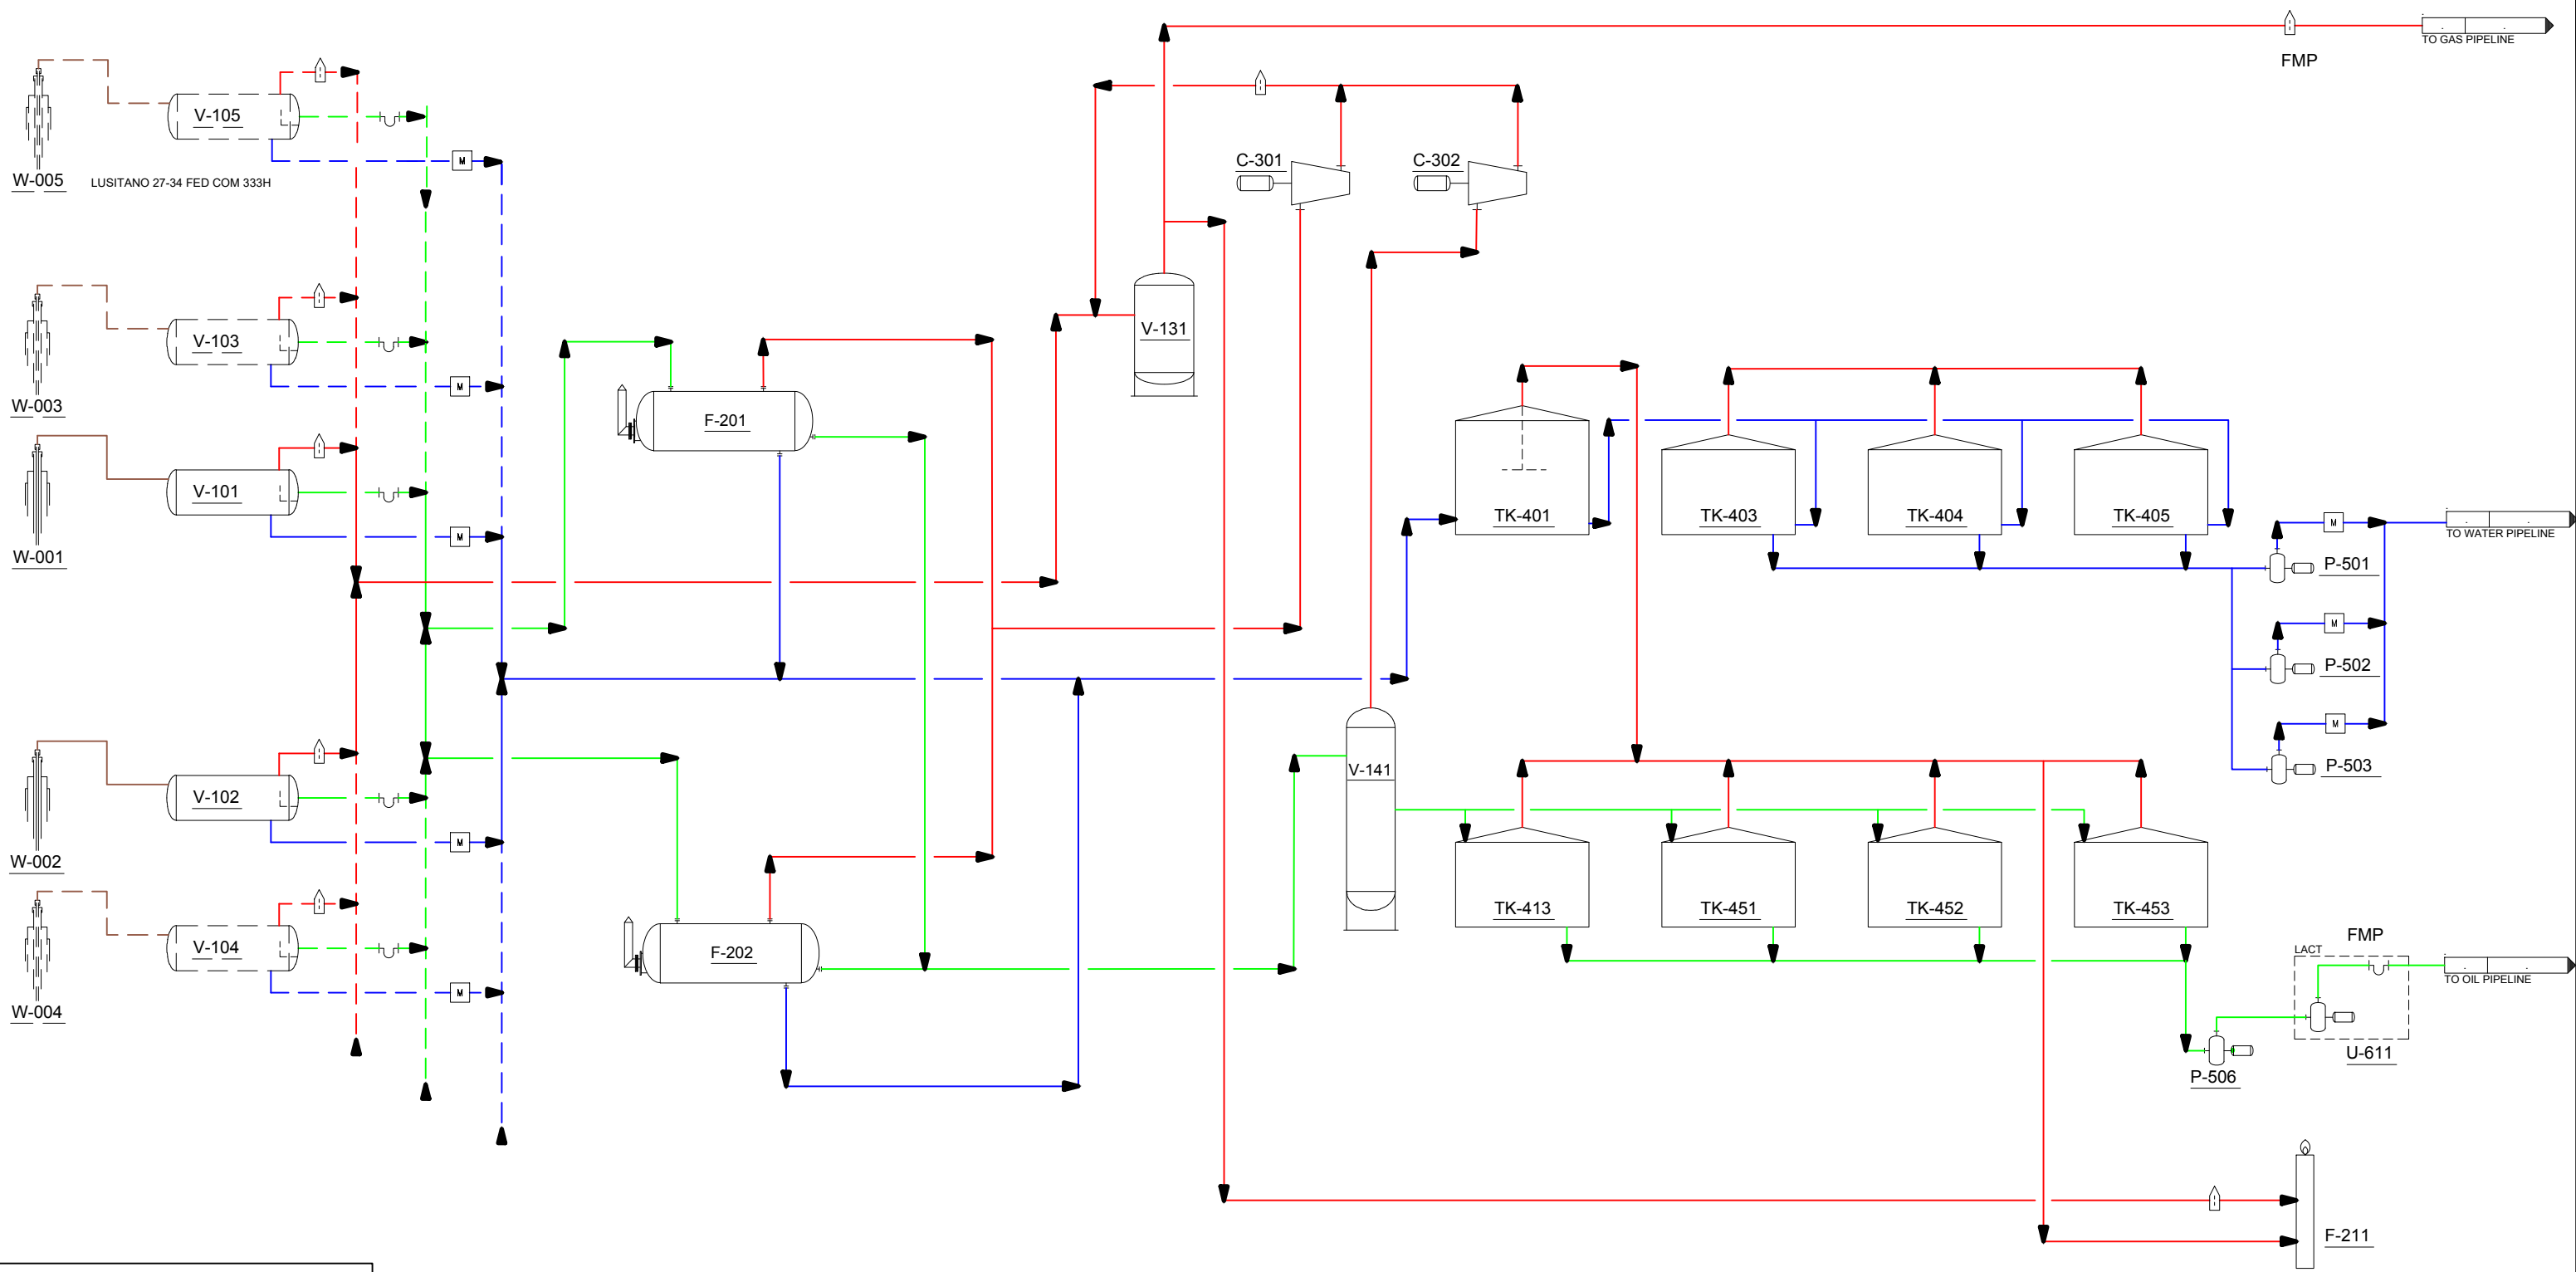 TO GAS PIPELINE
FMP
V-105
W-005
LUSITANO 27-34 FED COM 333H
M
C-301
C-302
V-103
W-003
M
V-131
V-101
W-001
M
F-201
TK-401
TK-403
TK-404
TK-405
M
TO WATER PIPELINE
P-501
M
P-502
M
P-503
V-102
W-002
M
V-141
V-104
W-004
M
F-202
TK-413
TK-451
TK-452
TK-453
FMP
LACT
TO OIL PIPELINE
U-611
P-506
F-211